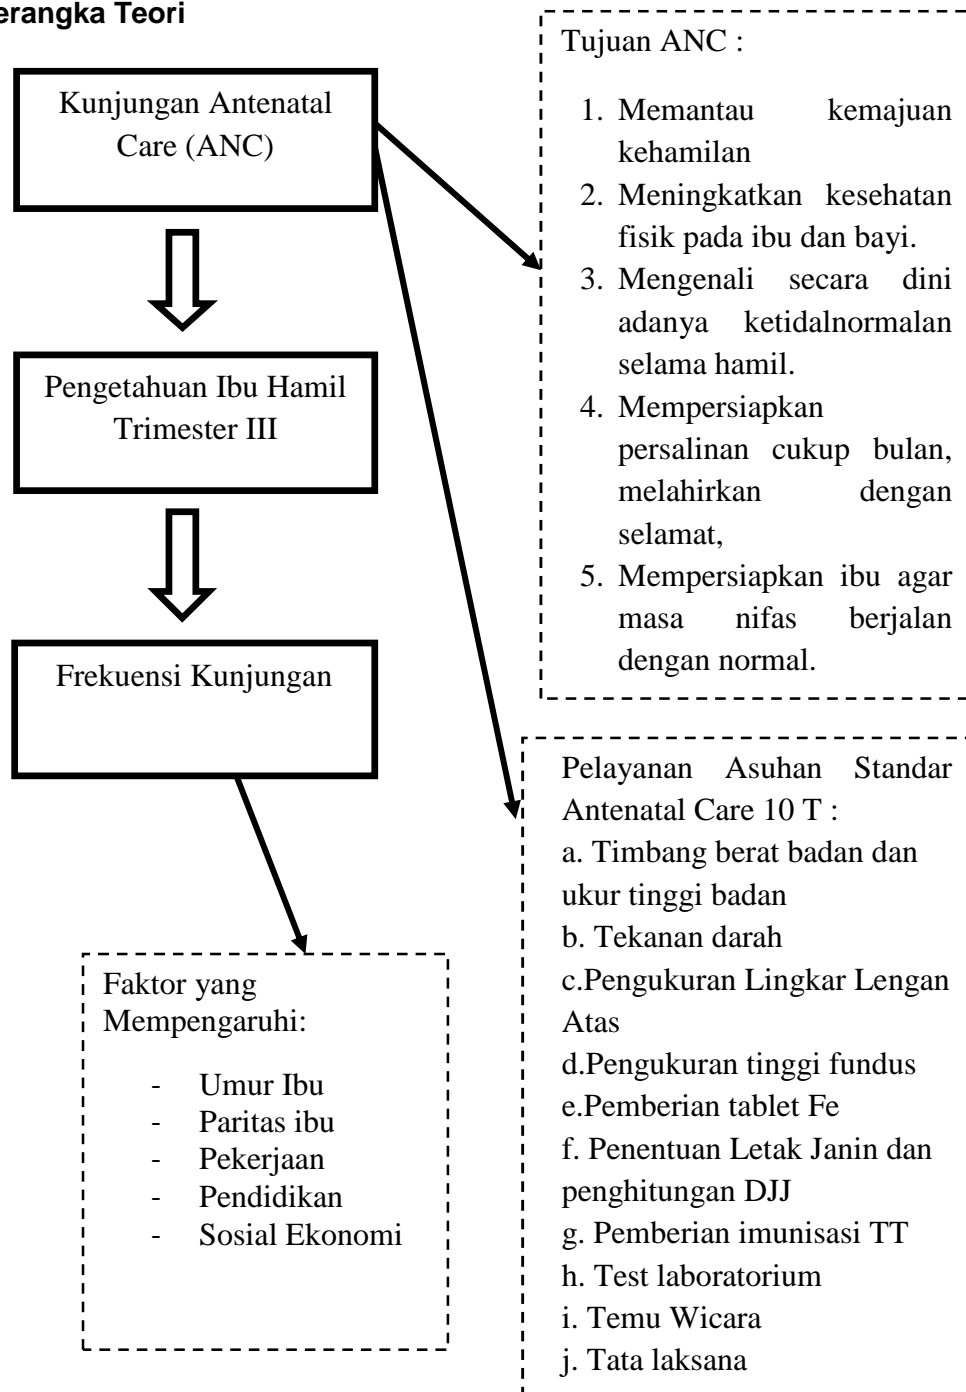 erangka Teori
Kunjungan Antenatal
Care (ANC)
Pengetahuan Ibu Hamil
Trimester III
Frekuensi Kunjungan
Faktor yang
Mempengaruhi:
- Umur Ibu
- Paritas ibu
- Pekerjaan
- Pendidikan
- Sosial Ekonomi
Tujuan ANC :
1. Memantau kemajuan
kehamilan
2. Meningkatkan kesehatan
fisik pada ibu dan bayi.
3. Mengenali secara dini
adanya ketidalnormalan
selama hamil.
4. Mempersiapkan
persalinan cukup bulan,
melahirkan dengan
selamat,
5. Mempersiapkan ibu agar
masa nifas berjalan
dengan normal.
Pelayanan Asuhan Standar
Antenatal Care 10 T :
a. Timbang berat badan dan
ukur tinggi badan
b. Tekanan darah
c.Pengukuran Lingkar Lengan
Atas
d.Pengukuran tinggi fundus
e.Pemberian tablet Fe
f. Penentuan Letak Janin dan
penghitungan DJJ
g. Pemberian imunisasi TT
h. Test laboratorium
i. Temu Wicara
j. Tata laksana